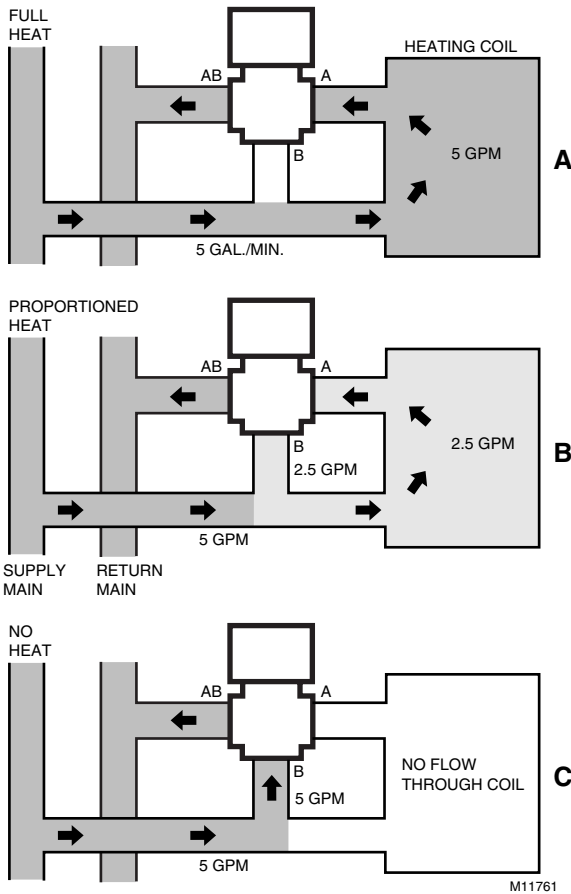 FULL
HEAT
AB
A
HEATING COIL
B
5 GPM
A
5 GAL./MIN.
PROPORTIONED
HEAT
AB
A
B
2.5 GPM
2.5 GPM
B
5 GPM
SUPPLY
MAIN
RETURN
MAIN
NO
HEAT
AB
A
B
5 GPM
NO FLOW
THROUGH COIL
C
5 GPM
M11761